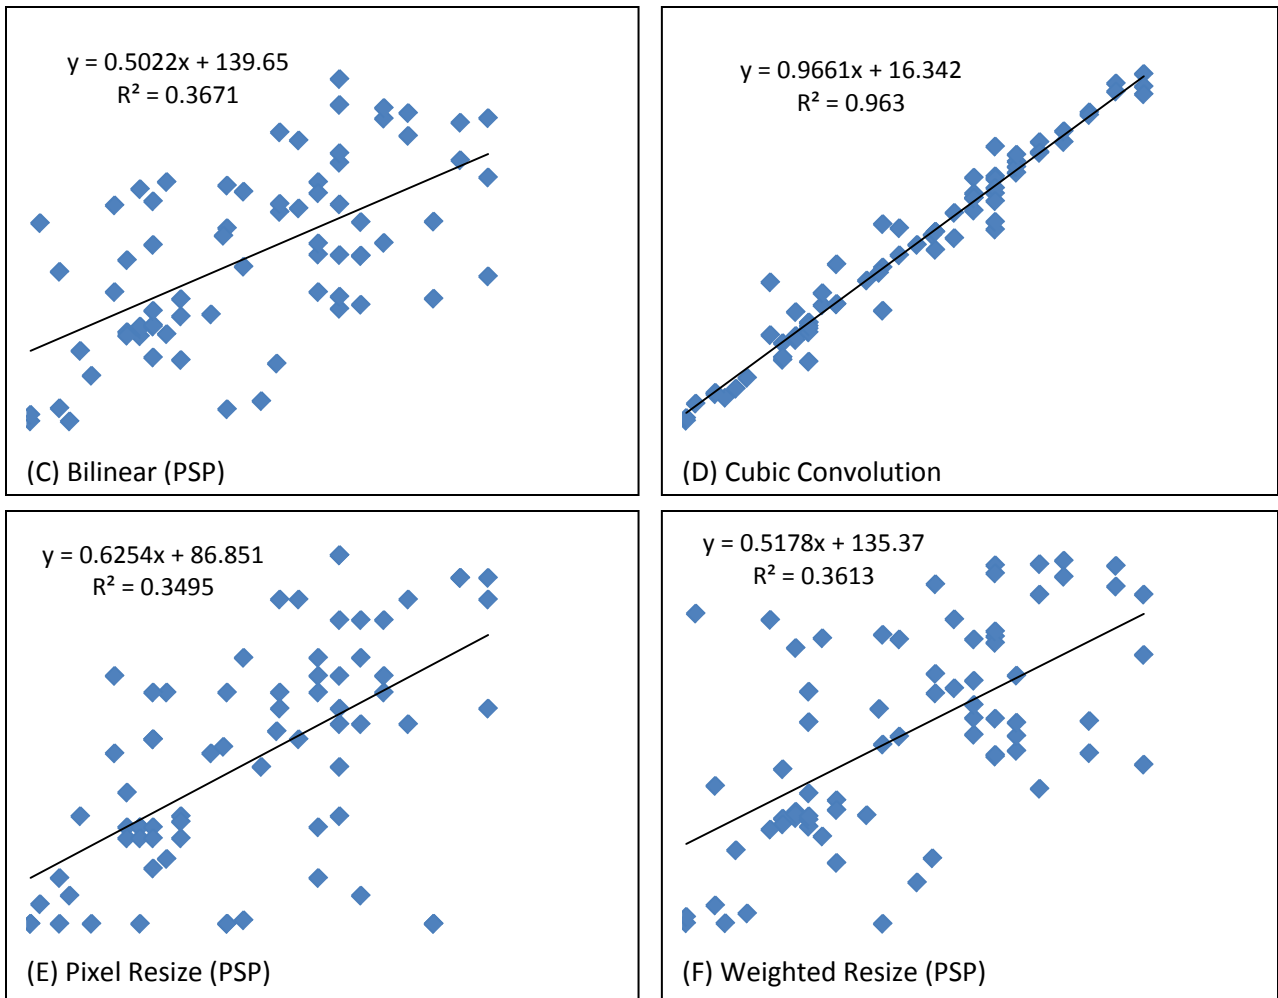 y = 0.5022x + 139.65
R² = 0.3671
(C) Bilinear (PSP)
y = 0.9661x + 16.342
R² = 0.963
(D) Cubic Convolution
y = 0.6254x + 86.851
R² = 0.3495
(E) Pixel Resize (PSP)
y = 0.5178x + 135.37
R² = 0.3613
(F) Weighted Resize (PSP)